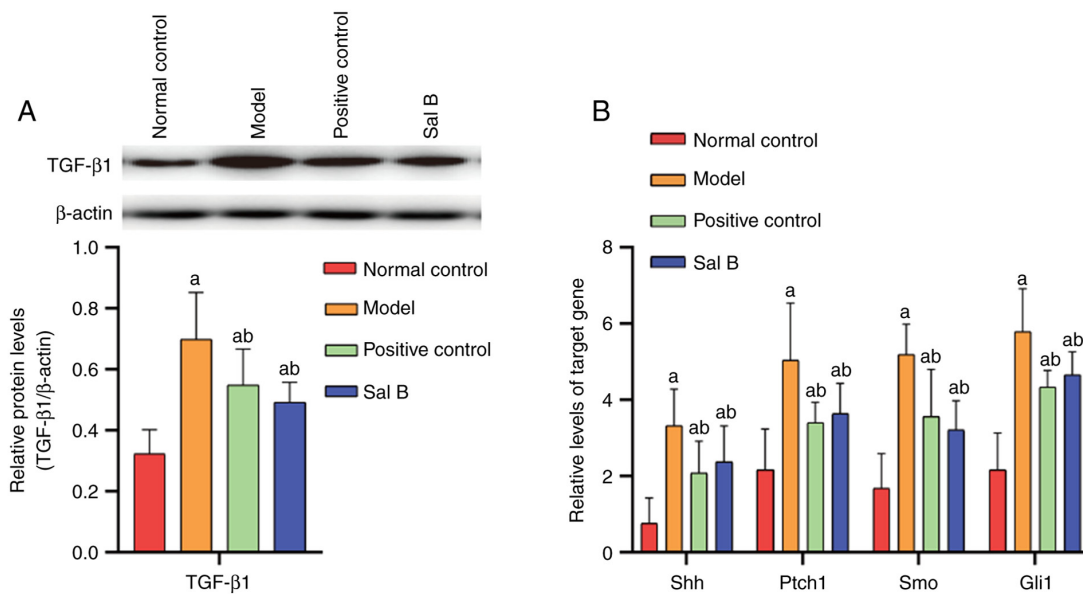 A
Normal control
Model
Positive control
Sal B
TGF-β1
β-actin
Relative protein levels
(TGF-β1/β-actin)
1.0
0.8
0.6
0.4
0.2
0.0
a
ab
ab
Normal control
Model
Positive control
Sal B
TGF-β1
B
Normal control
Model
Positive control
Sal B
Relative levels of target gene
8
6
4
2
0
a
ab
ab
a
ab
ab
a
ab
ab
a
ab
ab
Shh
Ptch1
Smo
Gli1